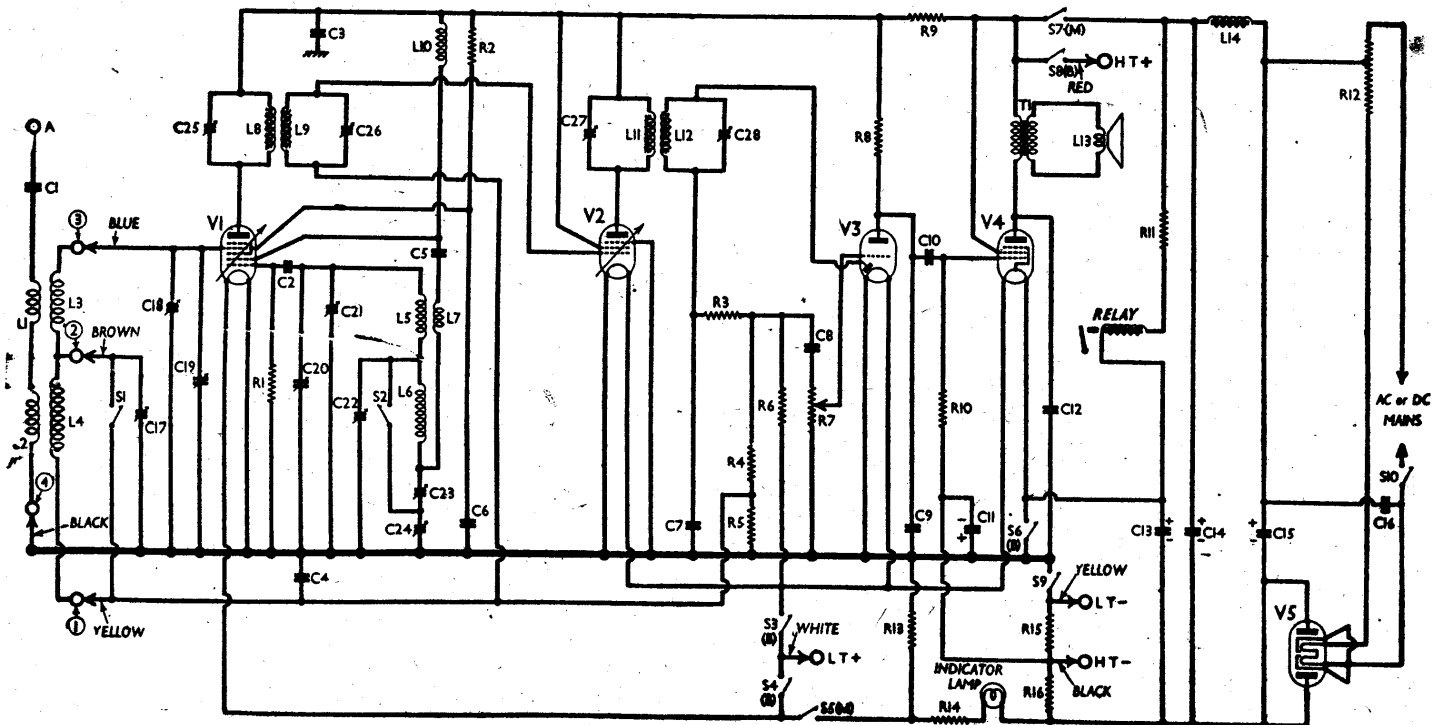 S7(M)
R9
C3
L10
R2
L14
S8(B)
HT+
RED
R12
A
C25
L8
L9
C26
C27
L11
L12
C28
R8
T1
L13
C1
③
BLUE
V1
V2
V3
V4
R11
C10
C5
C2
C18
C21
L5
L7
R3
RELAY
L1
L3
②
BROWN
C8
C19
R1
C20
C22
S2
L6
R6
R7
R10
C12
AC or DC
MAINS
S1
C17
L4
R4
④
C23
S10
BLACK
C24
C6
C7
R5
C9
C11
S6
(B)
C13
C14
C15
C16
C4
S9
YELLOW
LT-
①
YELLOW
S3
(B)
WHITE
LT+
R13
R15
V5
HT-
BLACK
INDICATOR
LAMP
S4
(B)
R16
S5(M)
R14